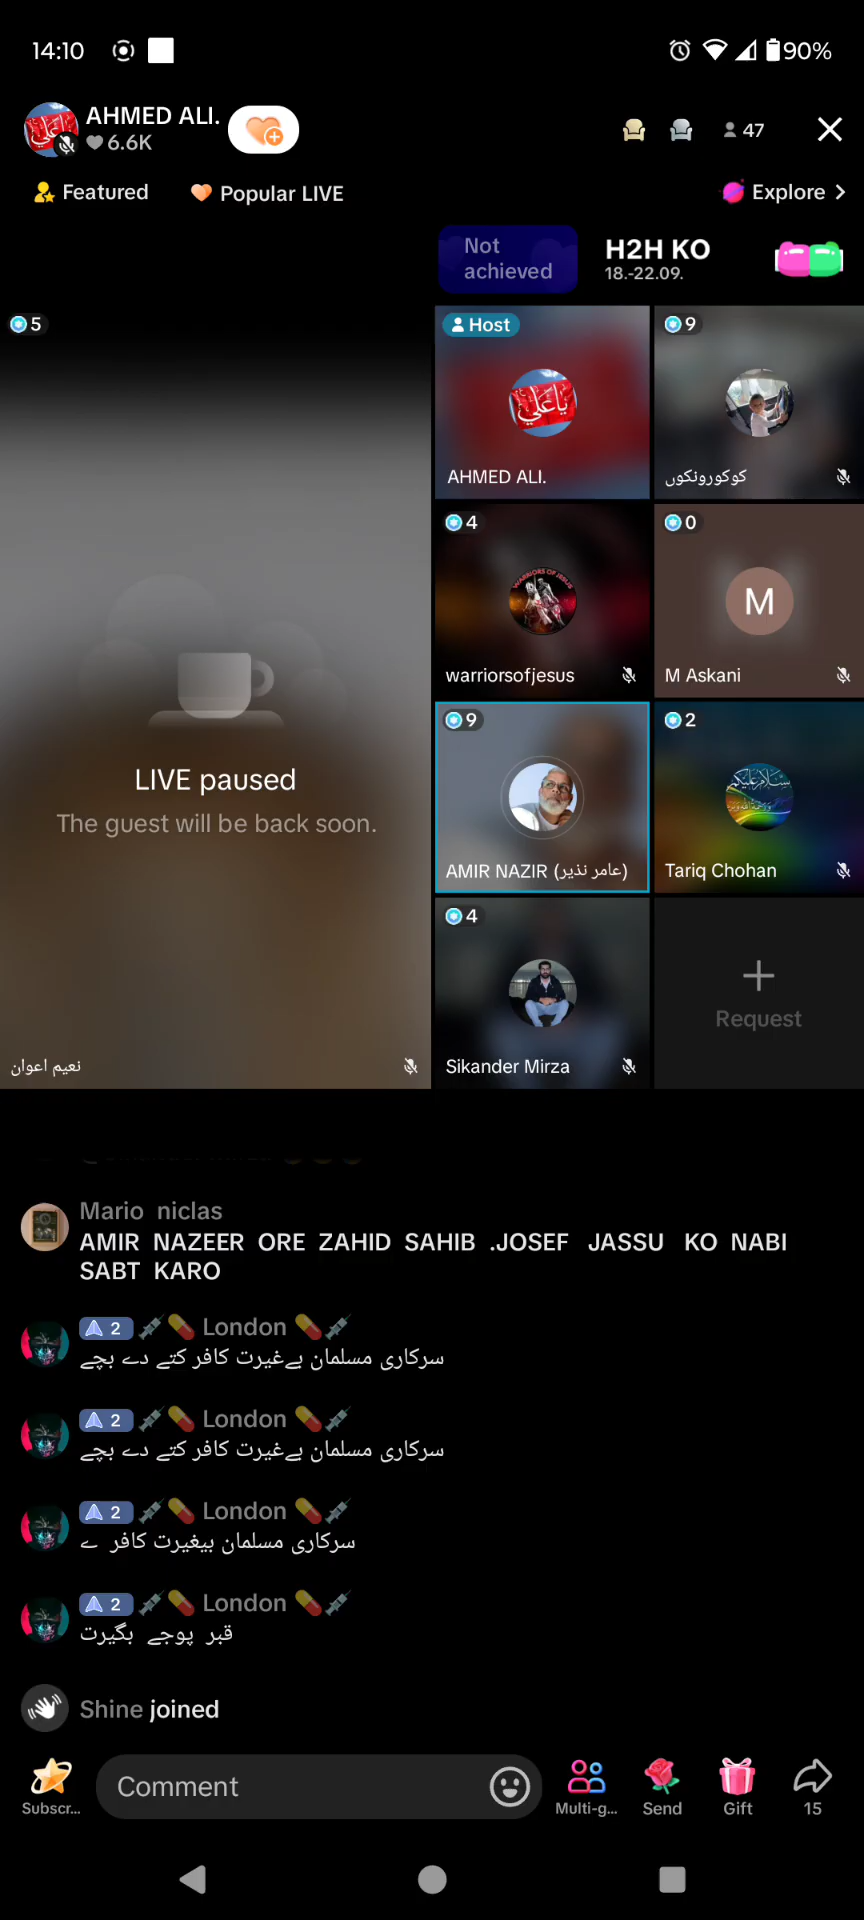 14:10
90%
AHMED ALI.
6.6K
47
Featured
Popular LIVE
Explore
Not
achieved
H2H KO
18.-22.09.
5
Host
ياعلي
AHMED ALI.
9
کوکورونکوں
4
WARRIORS OF JESUS
warriorsofjesus
0
M
M Askani
LIVE paused
The guest will be back soon.
نعیم اعوان
9
AMIR NAZIR (عامر نذیر)
2
Tariq Chohan
4
Sikander Mirza
Request
Mario niclas
AMIR NAZEER ORE ZAHID SAHIB .JOSEF JASSU KO NABI
SABT KARO
2 London
سرکاری مسلمان بےغیرت کافر کتے دے بچے
2 London
سرکاری مسلمان بےغیرت کافر کتے دے بچے
2 London
سرکاری مسلمان بیغیرت کافر ے
2 London
قبر پوجے بگیرت
Shine joined
Subscr...
Comment
Multi-g...
Send
Gift
15